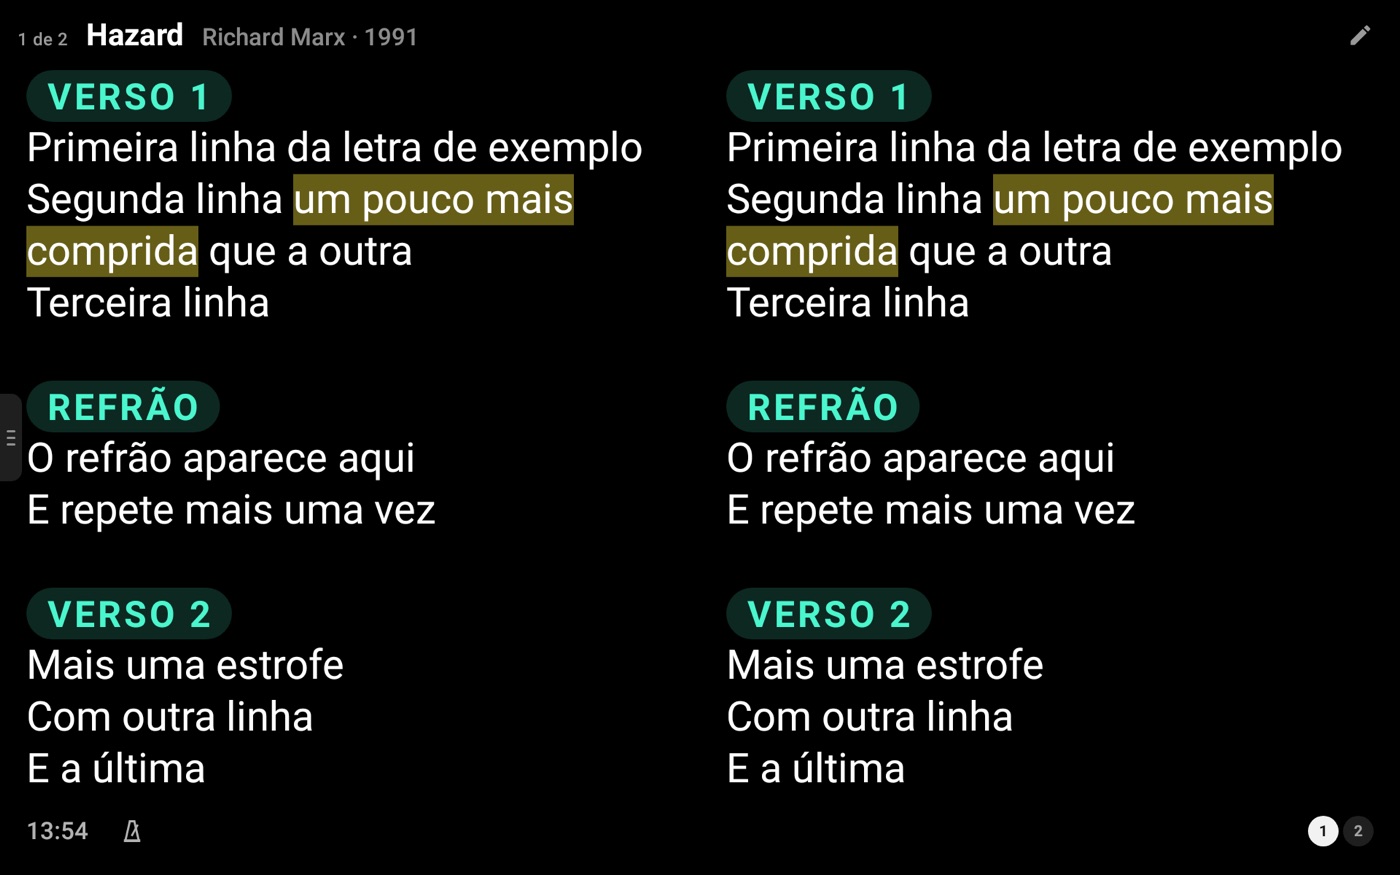 1 de 2 Hazard Richard Marx · 1991
VERSO 1
Primeira linha da letra de exemplo
Segunda linha um pouco mais
comprida que a outra
Terceira linha
REFRÃO
O refrão aparece aqui
E repete mais uma vez
VERSO 2
Mais uma estrofe
Com outra linha
E a última
VERSO 1
Primeira linha da letra de exemplo
Segunda linha um pouco mais
comprida que a outra
Terceira linha
REFRÃO
O refrão aparece aqui
E repete mais uma vez
VERSO 2
Mais uma estrofe
Com outra linha
E a última
13:54
1 2